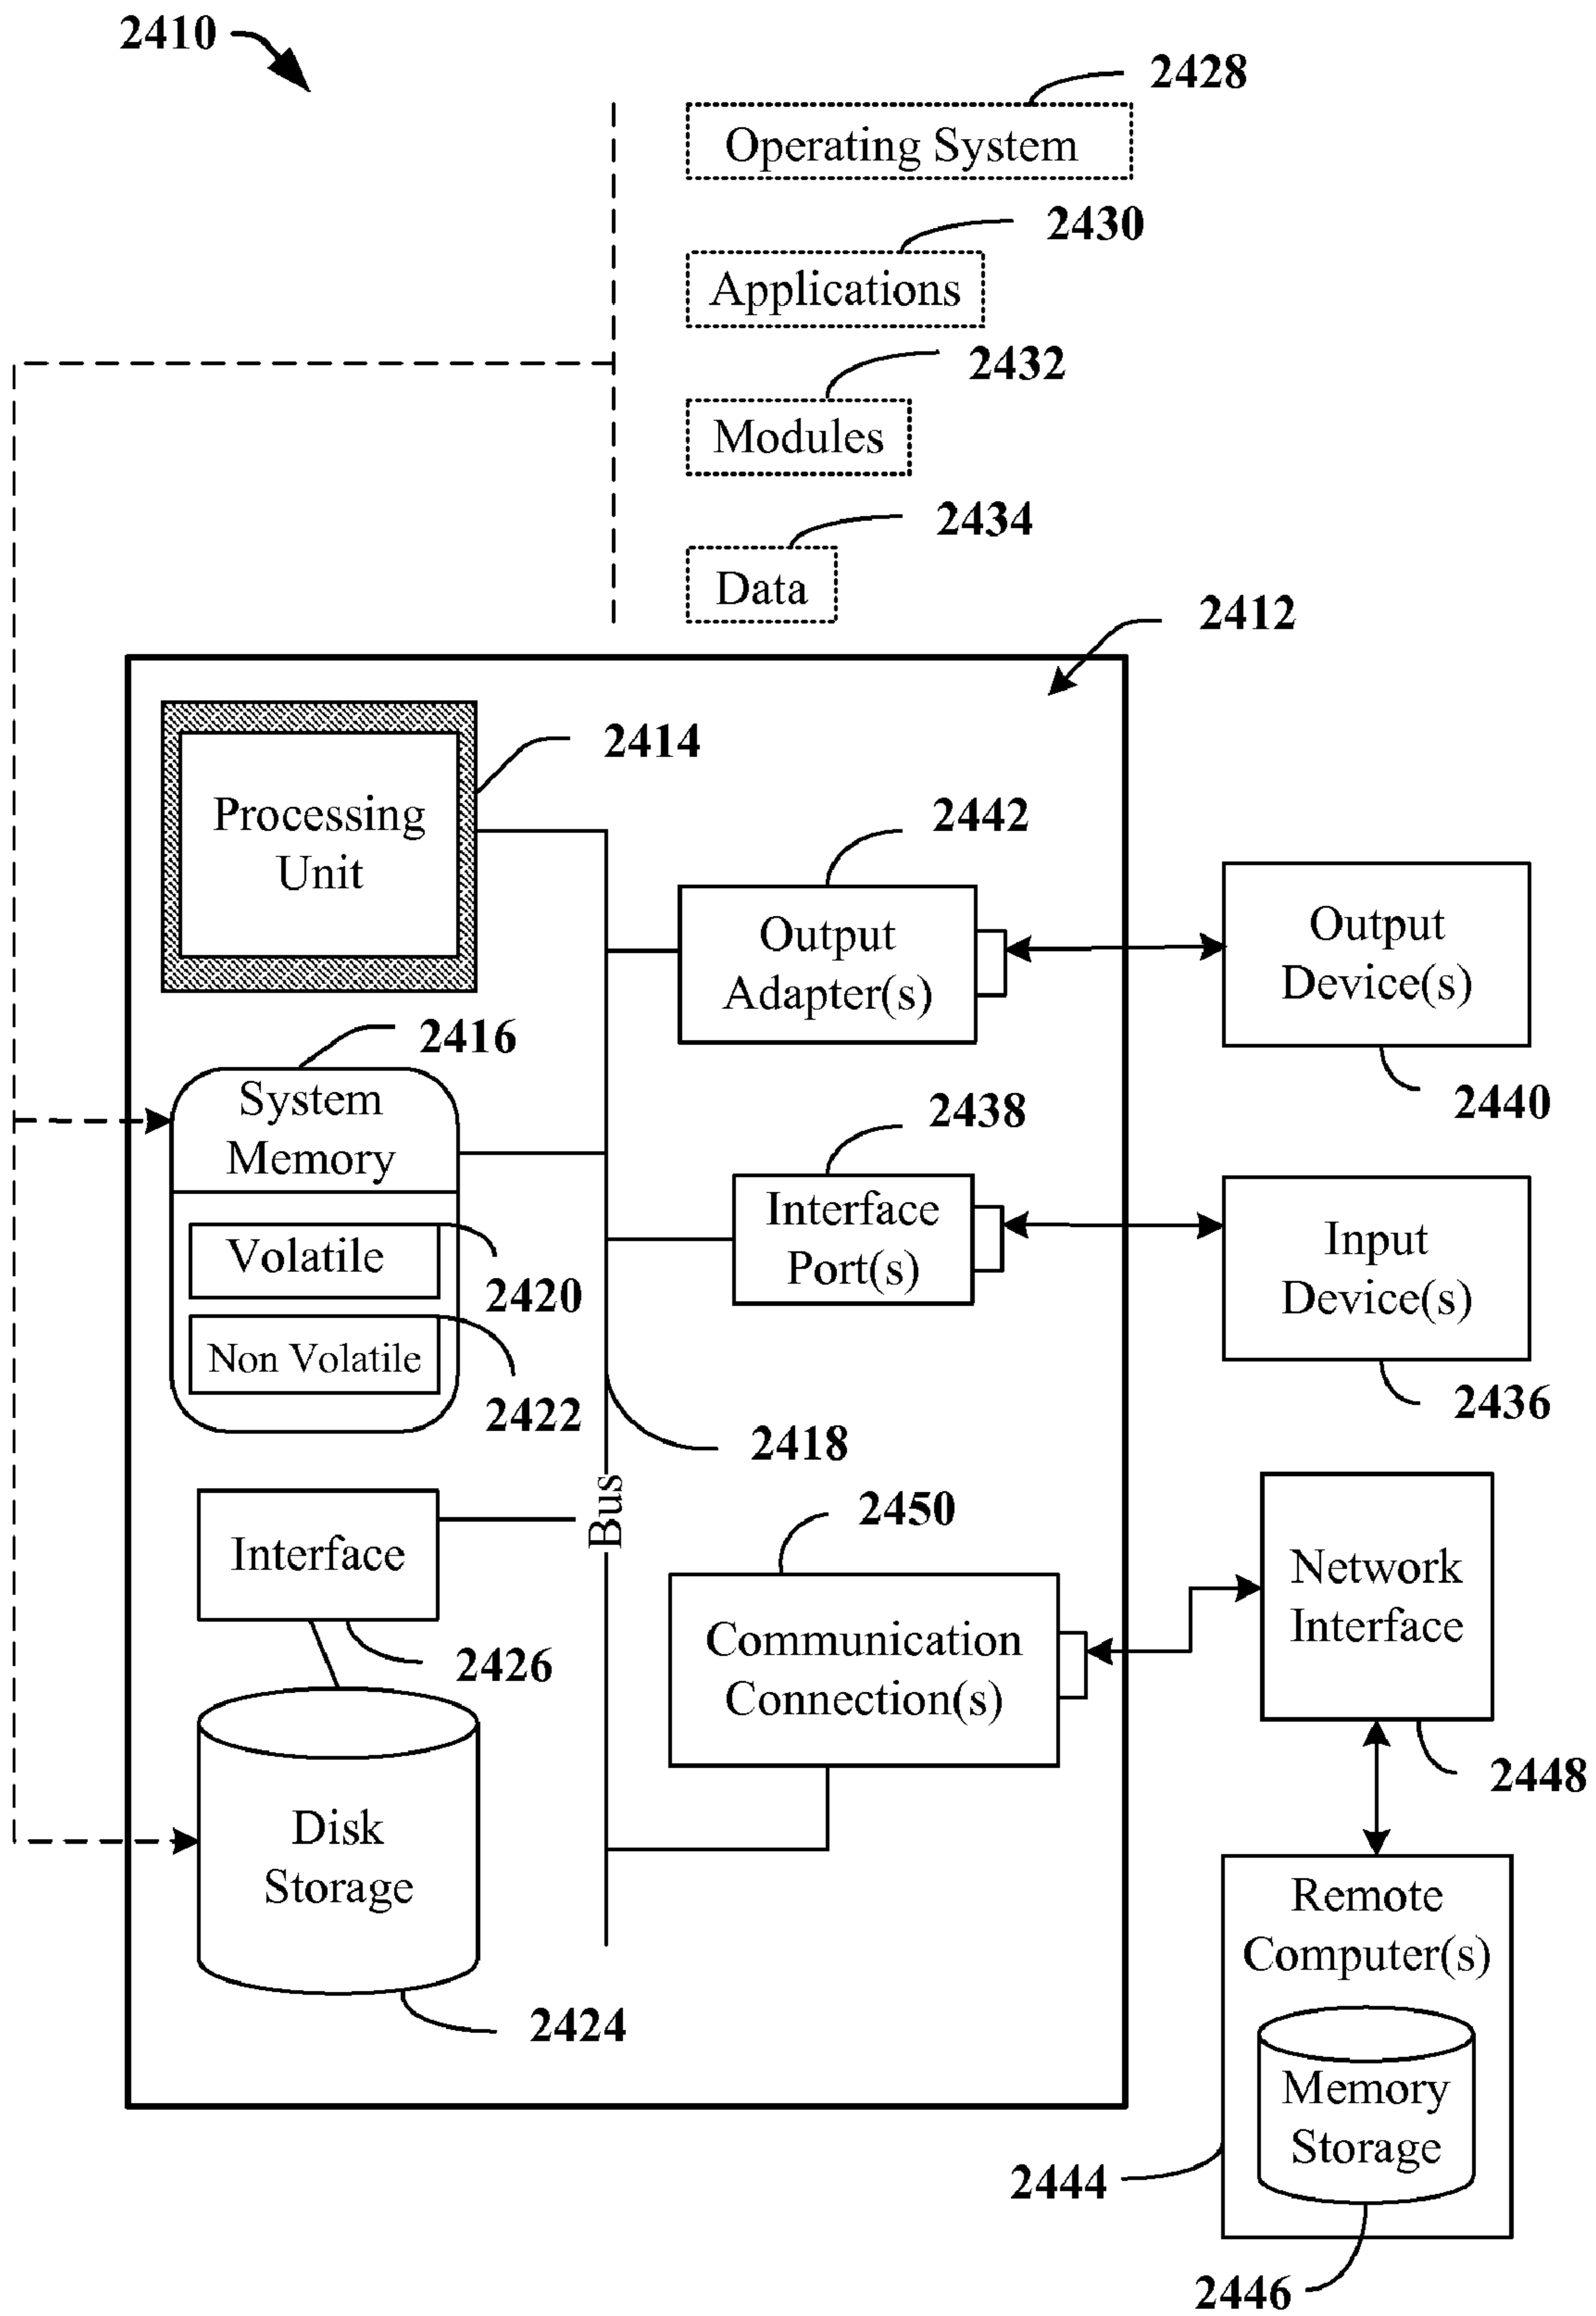 2410
2428
Operating System
2430
Applications
2432
Modules
2434
Data
2412
2414
Processing
Unit
2442
Output
Adapter(s)
Output
Device(s)
2440
2416
System
Memory
Volatile
2420
Non Volatile
2422
2438
Interface
Port(s)
Input
Device(s)
2436
2418
Bus
Interface
2426
2450
Communication
Connection(s)
Network
Interface
2448
Disk
Storage
2424
Remote
Computer(s)
Memory
Storage
2444
2446